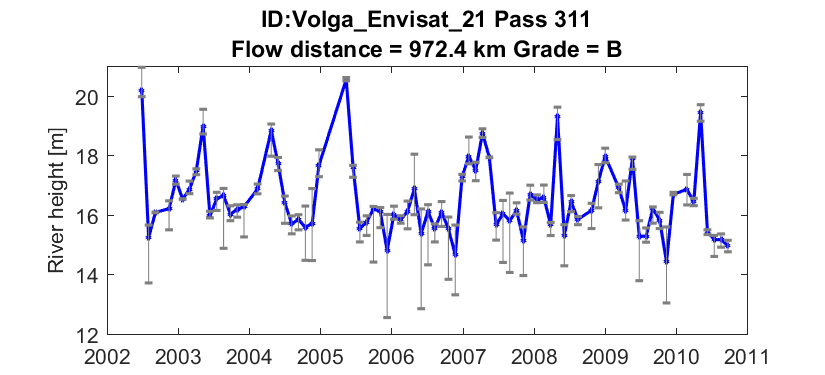 ID:Volga_Envisat_21 Pass 311
Flow distance = 972.4 km Grade = B
River height [m]
20
18
16
14
12
2002 2003 2004 2005 2006 2007 2008 2009 2010 2011